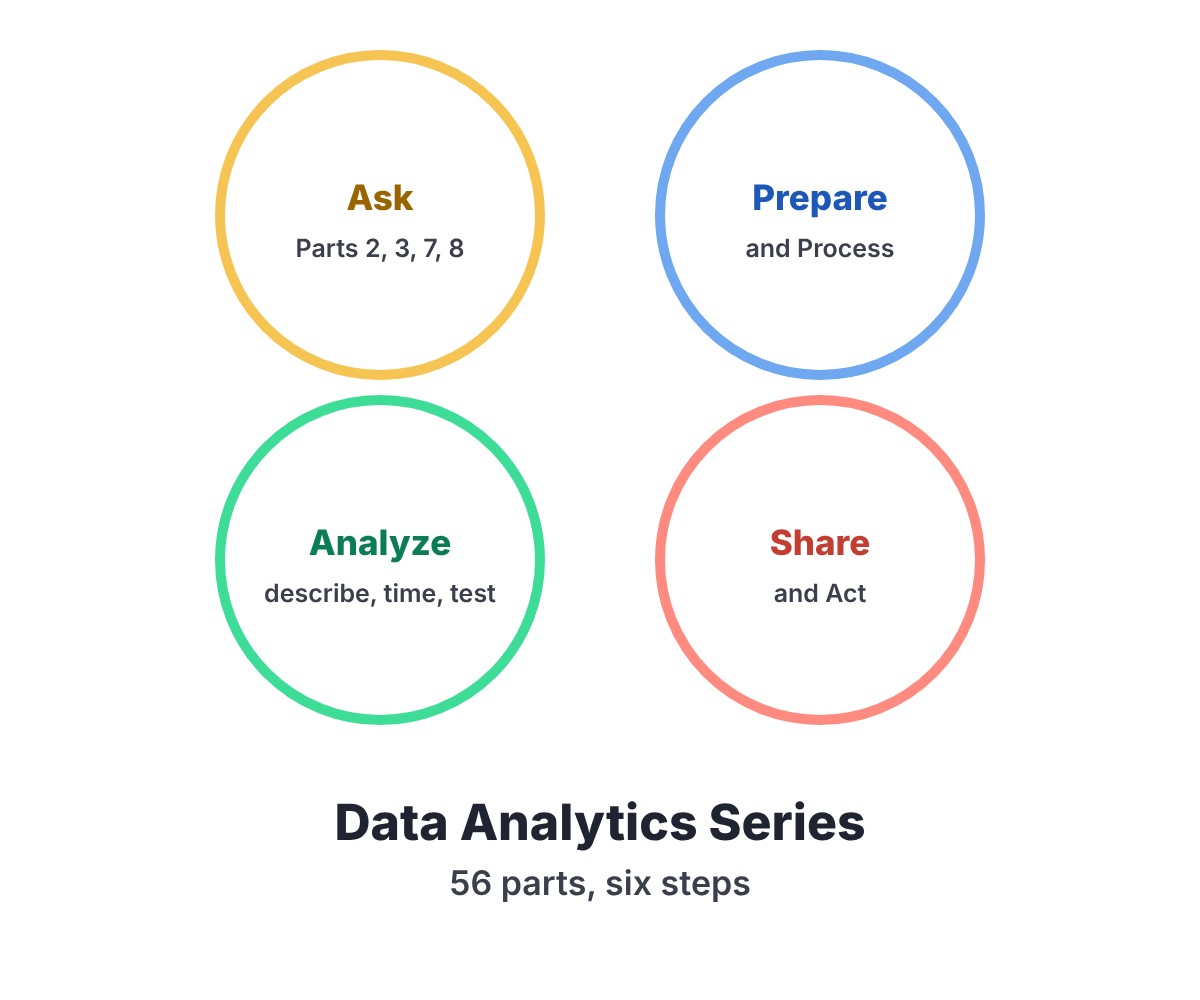 Ask
Parts 2, 3, 7, 8
Prepare
and Process
Analyze
describe, time, test
Share
and Act
Data Analytics Series
56 parts, six steps